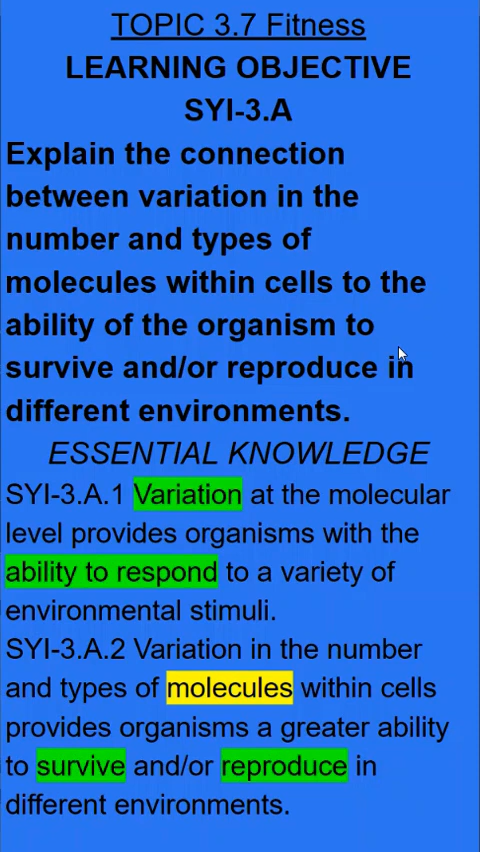 TOPIC 3.7 Fitness
LEARNING OBJECTIVE
SYI-3.A
Explain the connection
between variation in the
number and types of
molecules within cells to the
ability of the organism to
survive and/or reproduce in
different environments.
ESSENTIAL KNOWLEDGE
SYI-3.A.1 Variation at the molecular
level provides organisms with the
ability to respond to a variety of
environmental stimuli.
SYI-3.A.2 Variation in the number
and types of molecules within cells
provides organisms a greater ability
to survive and/or reproduce in
different environments.